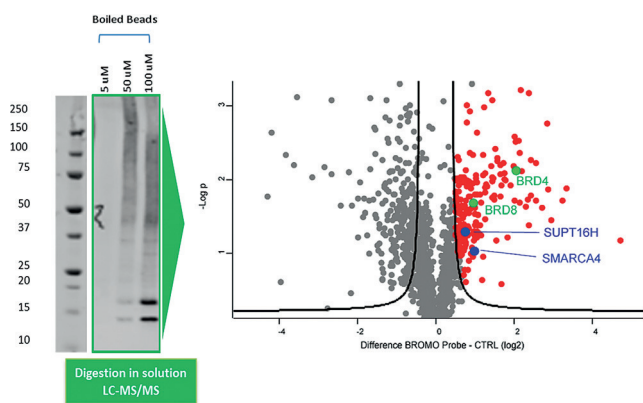 Boiled Beads
5 uM
50 uM
100 uM
250
150
100
75
50
37
25
20
15
10
Digestion in solution
LC-MS/MS
-Log p
3
2
1
BRD4
BRD8
SUPT16H
SMARCA4
-4
-2
0
2
4
Difference BROMO Probe - CTRL (log2)